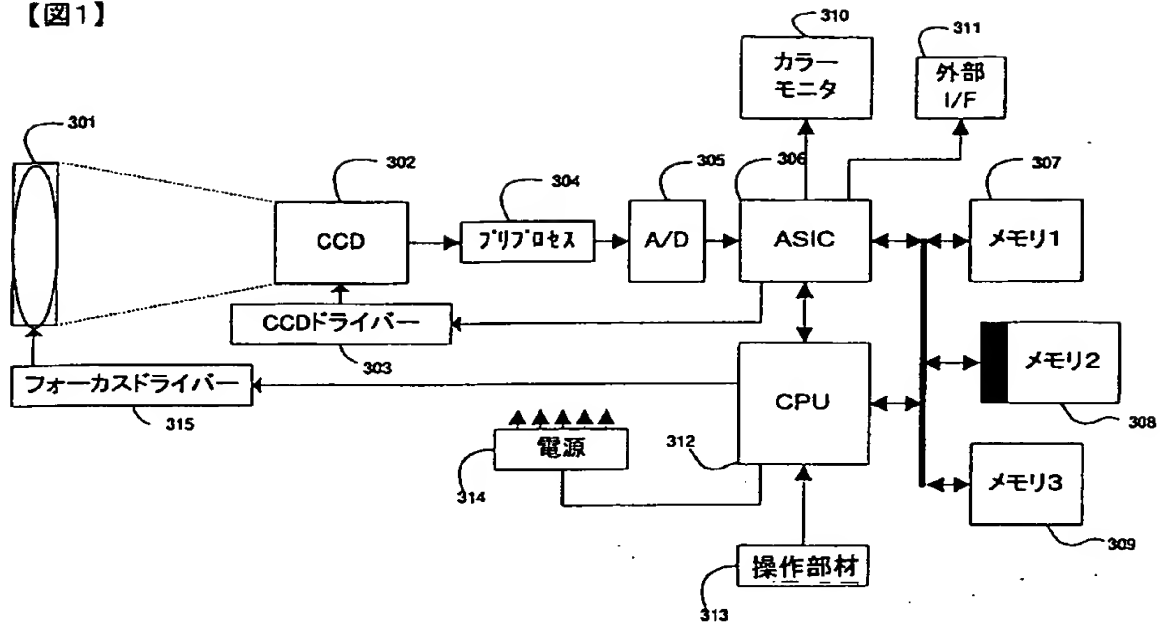 【図1】
310
カラー
モニタ
311
外部
I/F
301
302
CCD
304
プリプロセス
305
A/D
306
ASIC
307
メモリ1
CCDドライバー
303
メモリ2
308
フォーカスドライバー
315
CPU
312
電源
314
メモリ3
309
操作部材
313